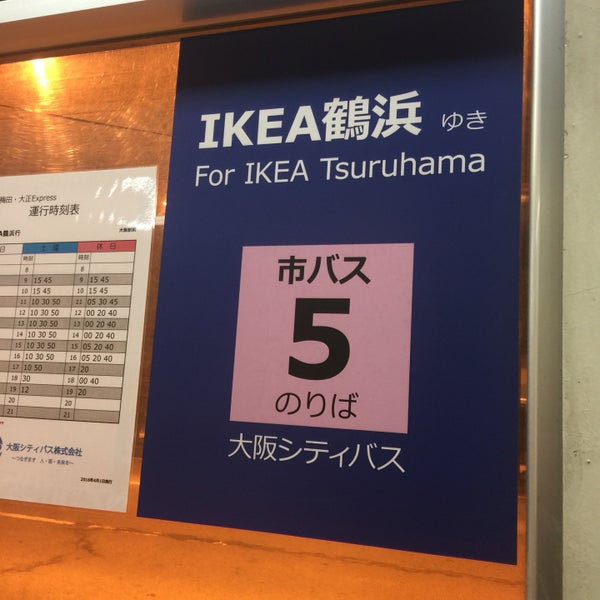 IKEA鶴浜 ゆき
For IKEA Tsuruhama
市バス
5
のりば
大阪シティバス
梅田・大正Express
運行時刻表
鶴浜行
土曜 休日
時刻 時刻
8 8
9 15 45 9 15 45
10 15 45 10 15 45
11 10 30 50 11 05 30 45
12 10 30 50 12 00 20 40
13 10 30 50 13 00 20 40
14 10 30 50 14 00 20 40
15 10 30 50 15 05 20 40
16 10 30 50 16 05 20 40
17 10 50 17 20
18 30 18 00 40
19 12 19 20
20 20
21 21
大阪シティバス株式会社